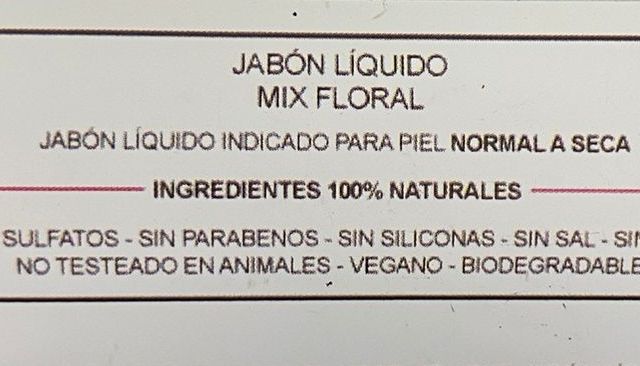 JABÓN LÍQUIDO
MIX FLORAL
JABÓN LÍQUIDO INDICADO PARA PIEL NORMAL A SECA
INGREDIENTES 100% NATURALES
SULFATOS - SIN PARABENOS - SIN SILICONAS - SIN SAL - SIN
NO TESTEADO EN ANIMALES - VEGANO - BIODEGRADABLE